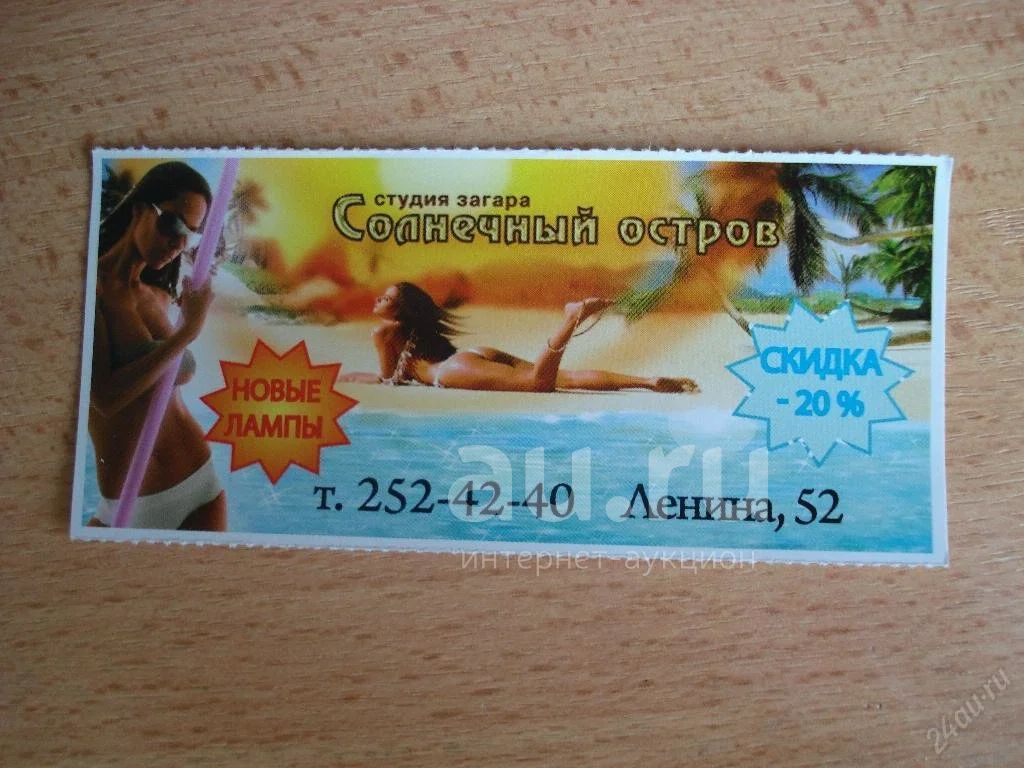 студия загара
Солнечный остров
НОВЫЕ
ЛАМПЫ
СКИДКА
- 20 %
т. 252-42-40 Ленина, 52
au.ru
интернет-аукцион
24au.ru